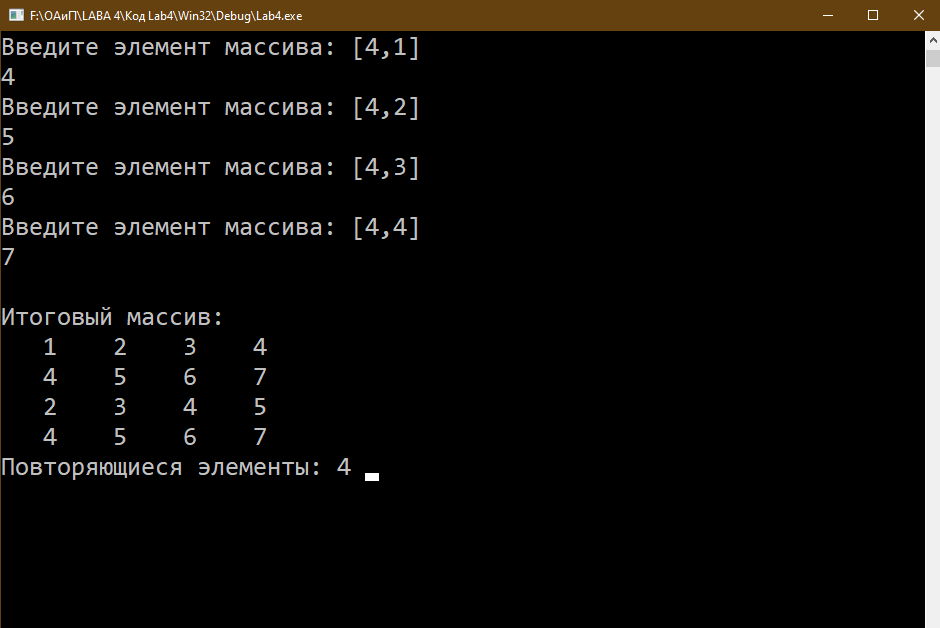 F:\ОАиП\LABA 4\Код Lab4\Win32\Debug\Lab4.exe
Введите элемент массива: [4,1]
4
Введите элемент массива: [4,2]
5
Введите элемент массива: [4,3]
6
Введите элемент массива: [4,4]
7
Итоговый массив:
1 2 3 4
4 5 6 7
2 3 4 5
4 5 6 7
Повторяющиеся элементы: 4